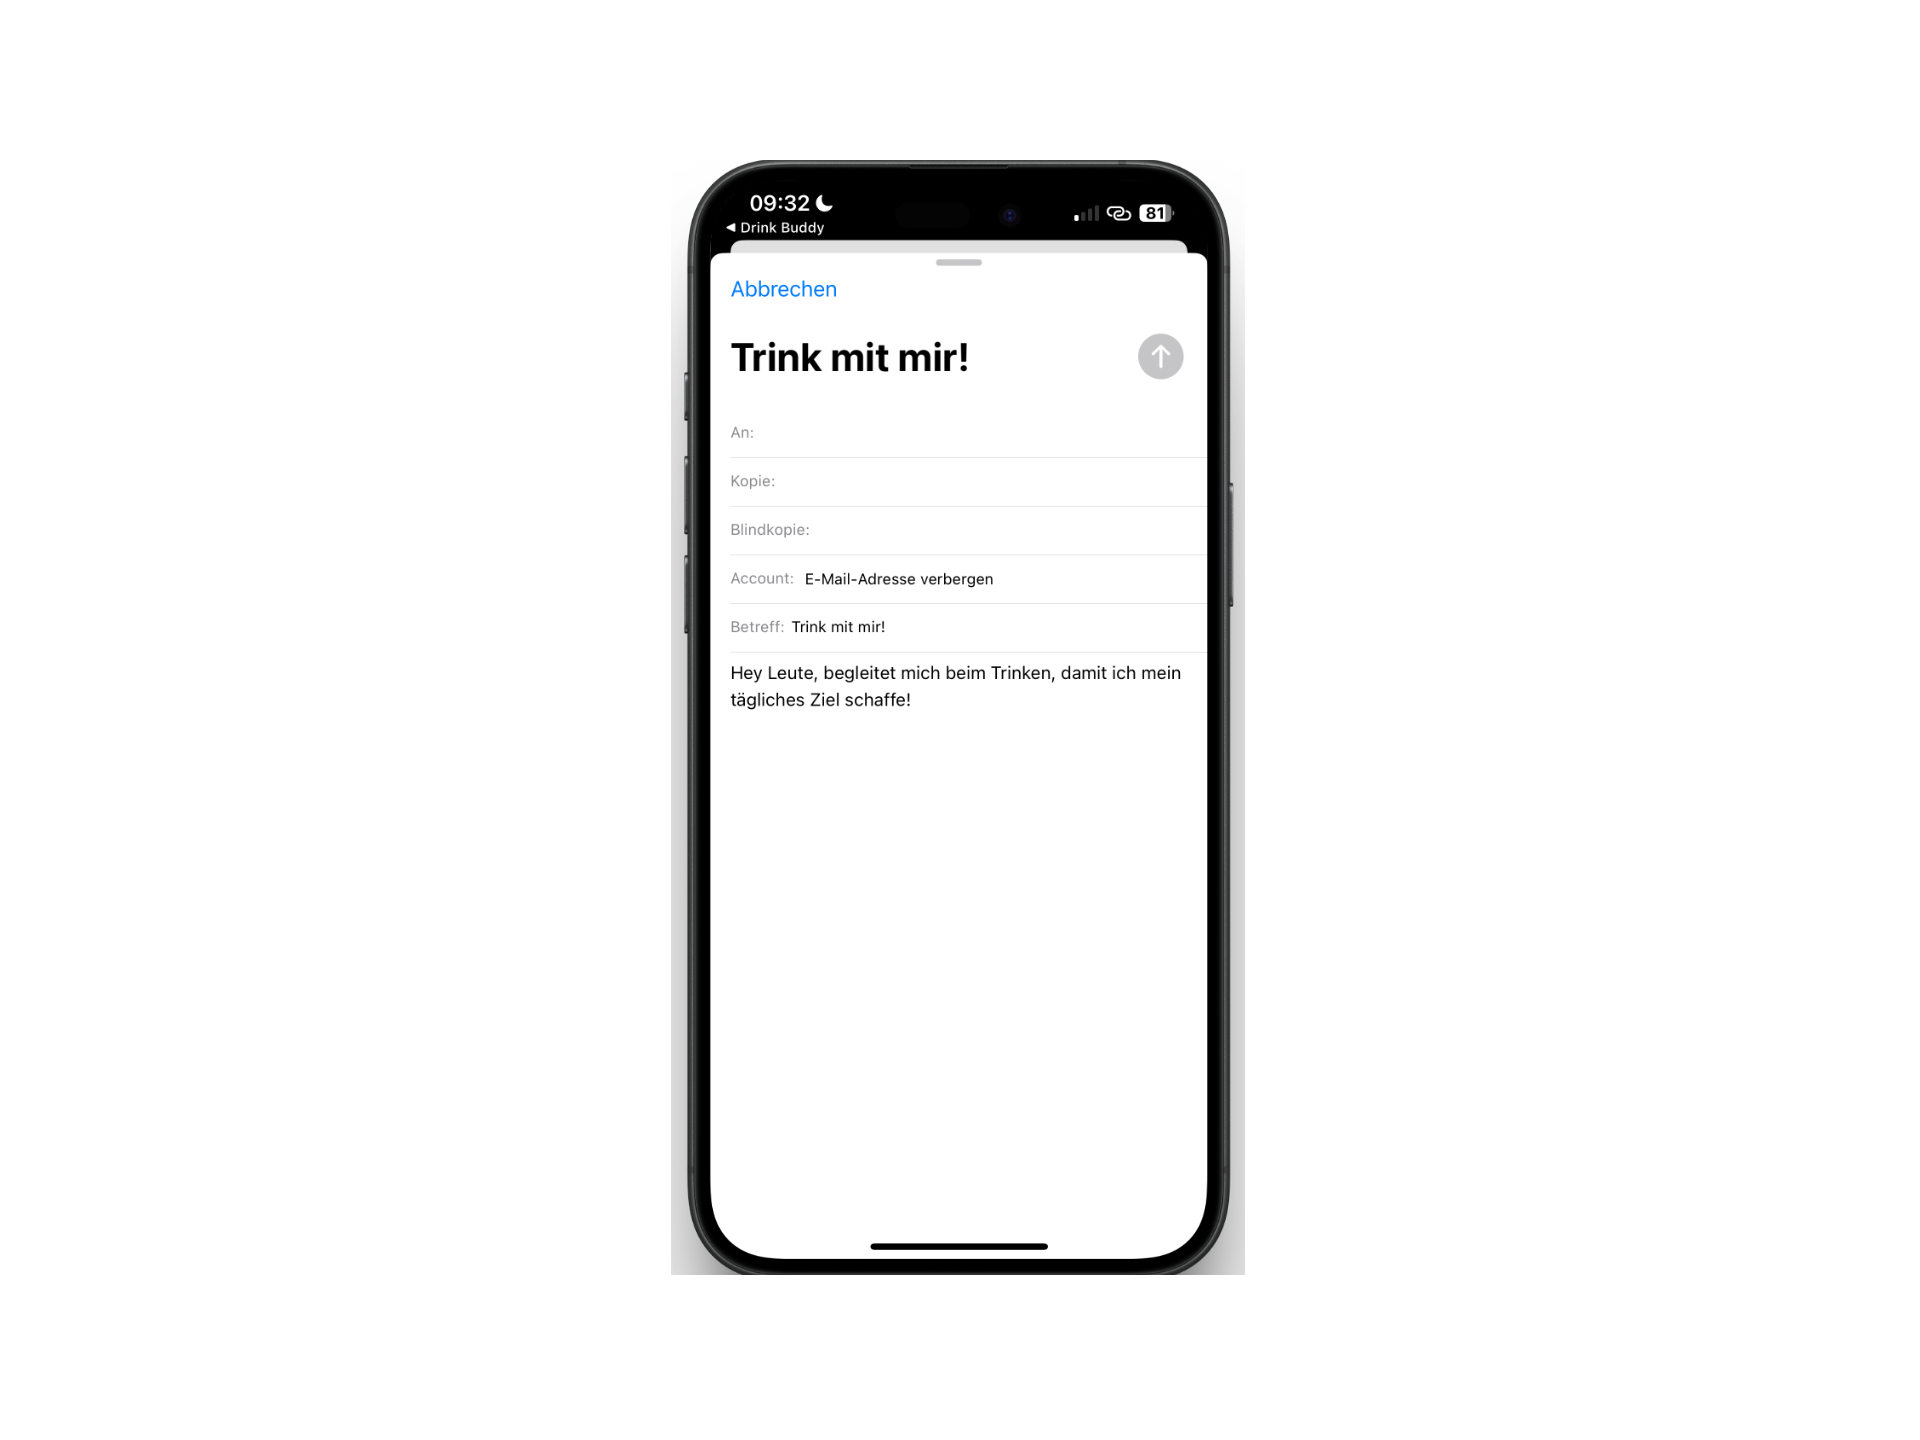 09:32
81
◀ Drink Buddy
Abbrechen
Trink mit mir!
An:
Kopie:
Blindkopie:
Account: E-Mail-Adresse verbergen
Betreff: Trink mit mir!
Hey Leute, begleitet mich beim Trinken, damit ich mein
tägliches Ziel schaffe!